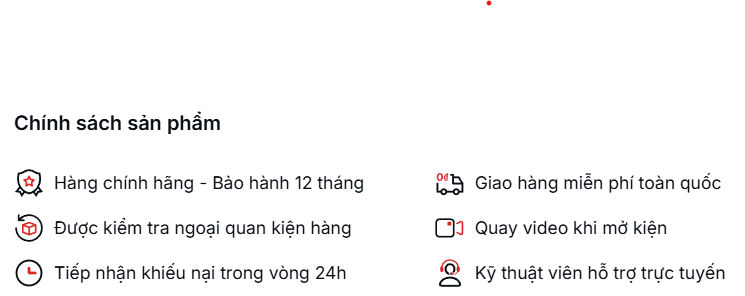 Chính sách sản phẩm
Hàng chính hãng - Bảo hành 12 tháng
0đ Giao hàng miễn phí toàn quốc
Được kiểm tra ngoại quan kiện hàng
Quay video khi mở kiện
Tiếp nhận khiếu nại trong vòng 24h
Kỹ thuật viên hỗ trợ trực tuyến